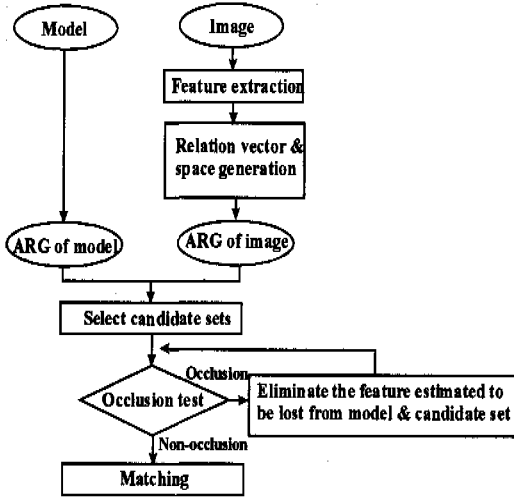 Model
Image
Feature extraction
Relation vector &
space generation
ARG of model
ARG of image
Select candidate sets
Occlusion
Occlusion test
Eliminate the feature estimated to
be lost from model & candidate set
Non-occlusion
Matching